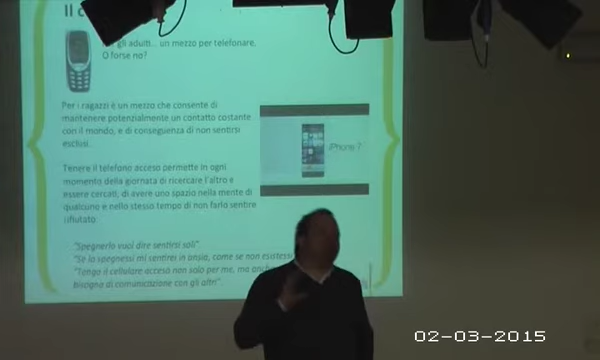 Il c
gli adulti... un mezzo per telefonare.
O forse no?
Per i ragazzi è un mezzo che consente di
mantenere potenzialmente un contatto costante
con il mondo, e di conseguenza di non sentirsi
esclusi.
iPhone 7
Tenere il telefono acceso permette in ogni
momento della giornata di ricercare l'altro e
essere cercati, di avere uno spazio nella mente di
qualcuno e nello stesso tempo di non farlo sentire
rifiutato.
"Spegnerlo vuol dire sentirsi soli"
"Se lo spegnessi mi sentirei in ansia, come se non esistessi
"Tengo il cellulare acceso non solo per me, ma anche
bisogno di comunicazione con gli altri".
02-03-2015